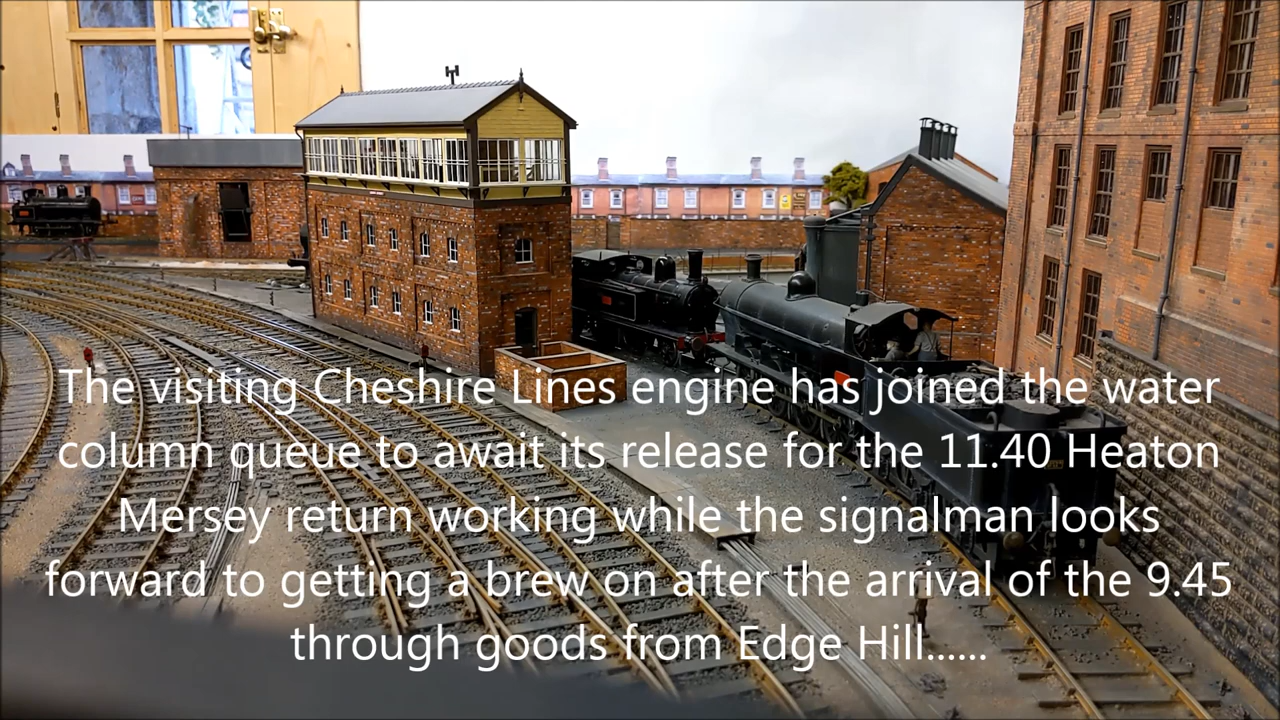 The visiting Cheshire Lines engine has joined the water
column queue to await its release for the 11.40 Heaton
Mersey return working while the signalman looks
forward to getting a brew on after the arrival of the 9.45
through goods from Edge Hill......